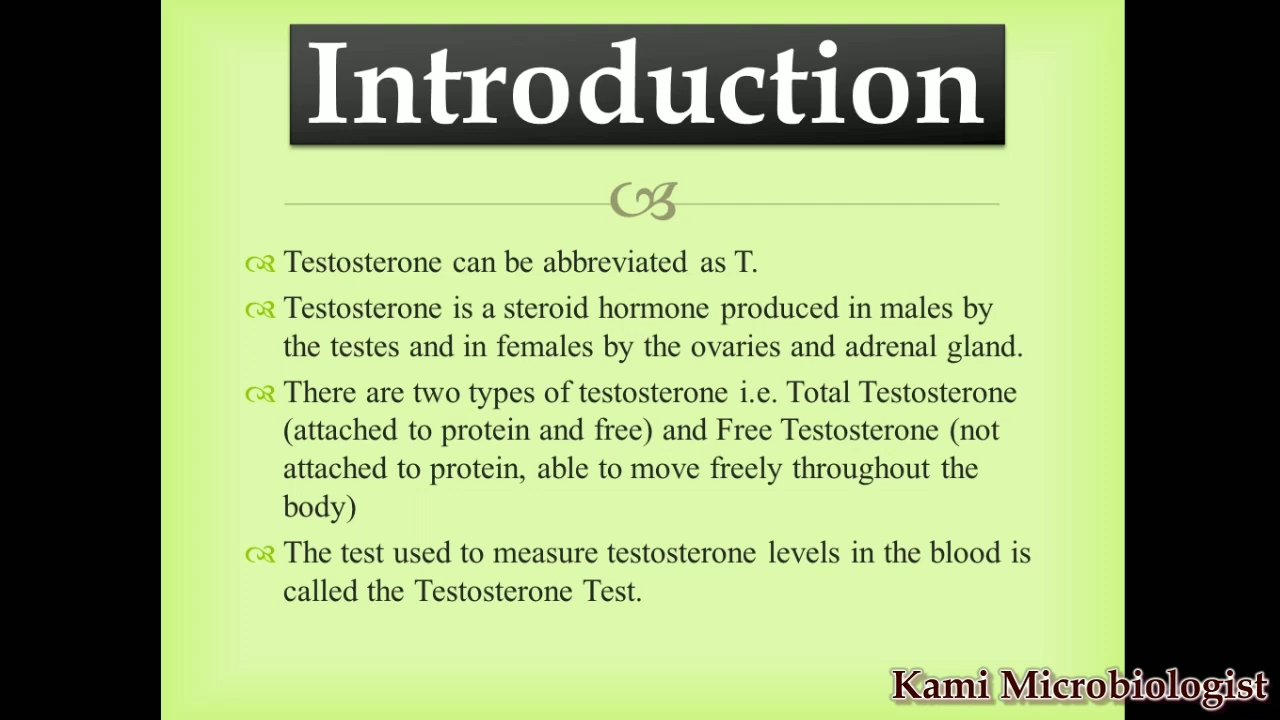 Introduction
Testosterone can be abbreviated as T.
Testosterone is a steroid hormone produced in males by
the testes and in females by the ovaries and adrenal gland.
There are two types of testosterone i.e. Total Testosterone
(attached to protein and free) and Free Testosterone (not
attached to protein, able to move freely throughout the
body)
The test used to measure testosterone levels in the blood is
called the Testosterone Test.
Kami Microbiologist